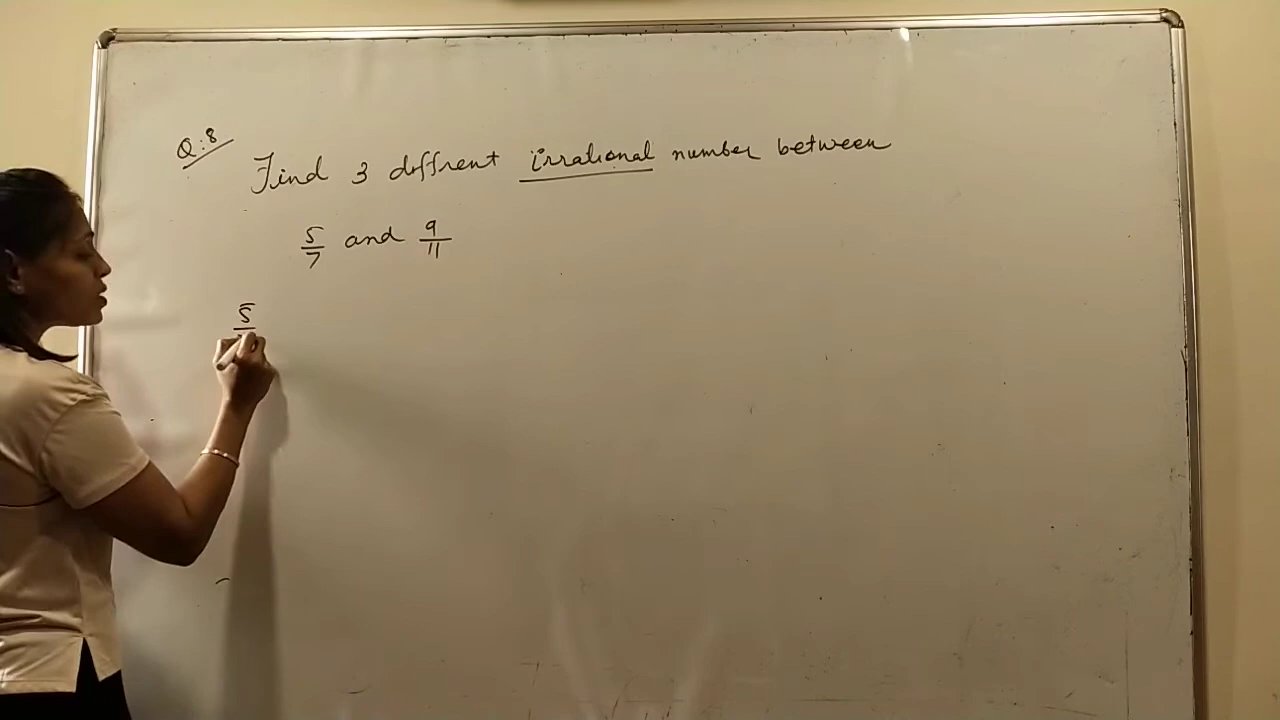 Q:8
Find 3 diffrent irrational number between
5/7 and 9/11
5